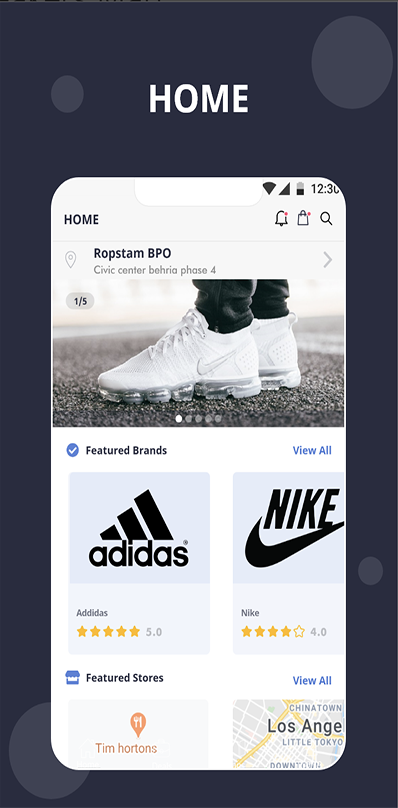 HOME
12:30
HOME
Ropstam BPO
Civic center behria phase 4
1/5
Featured Brands
View All
adidas
NIKE
Addidas
Nike
5.0
4.0
Featured Stores
View All
Tim hortons
CHINATOWN
Los Ange
LITTLE TOKYO
DOWNTOWN